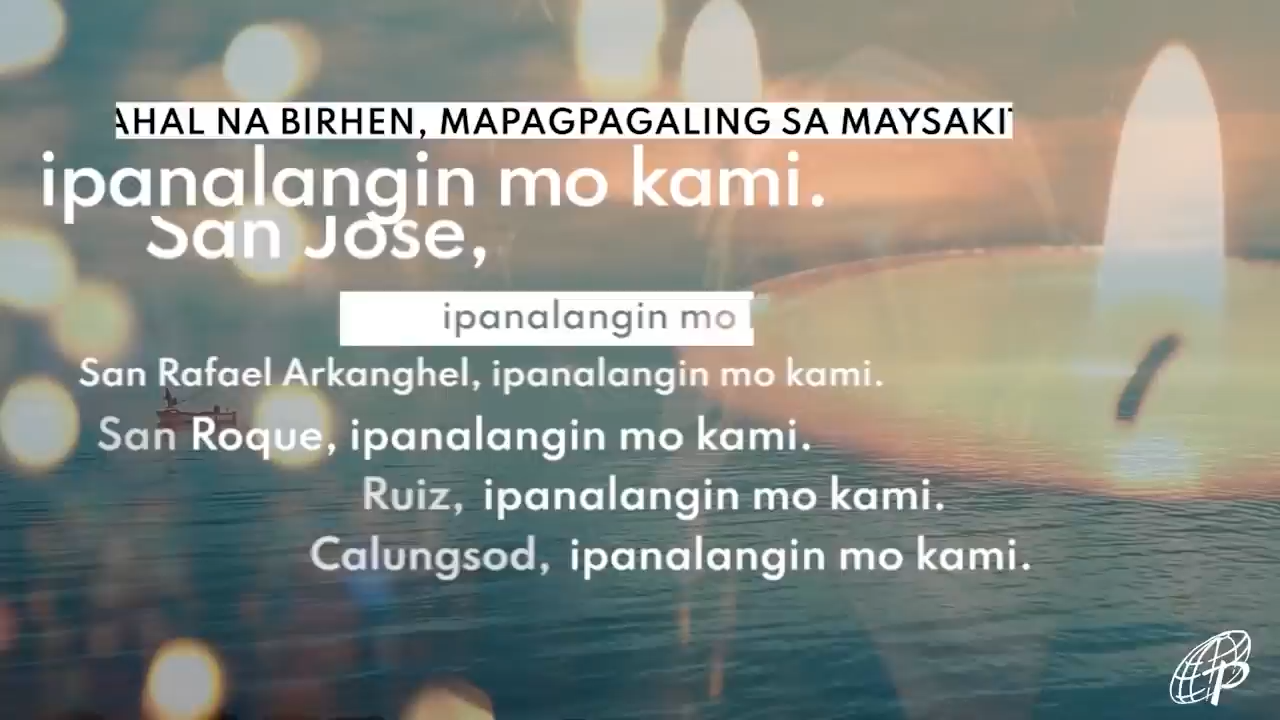 AHAL NA BIRHEN, MAPAGPAGALING SA MAYSAKIT
ipanalangin mo kami.
San Jose,
ipanalangin mo
San Rafael Arkanghel, ipanalangin mo kami.
San Roque, ipanalangin mo kami.
Ruiz, ipanalangin mo kami.
Calungsod, ipanalangin mo kami.